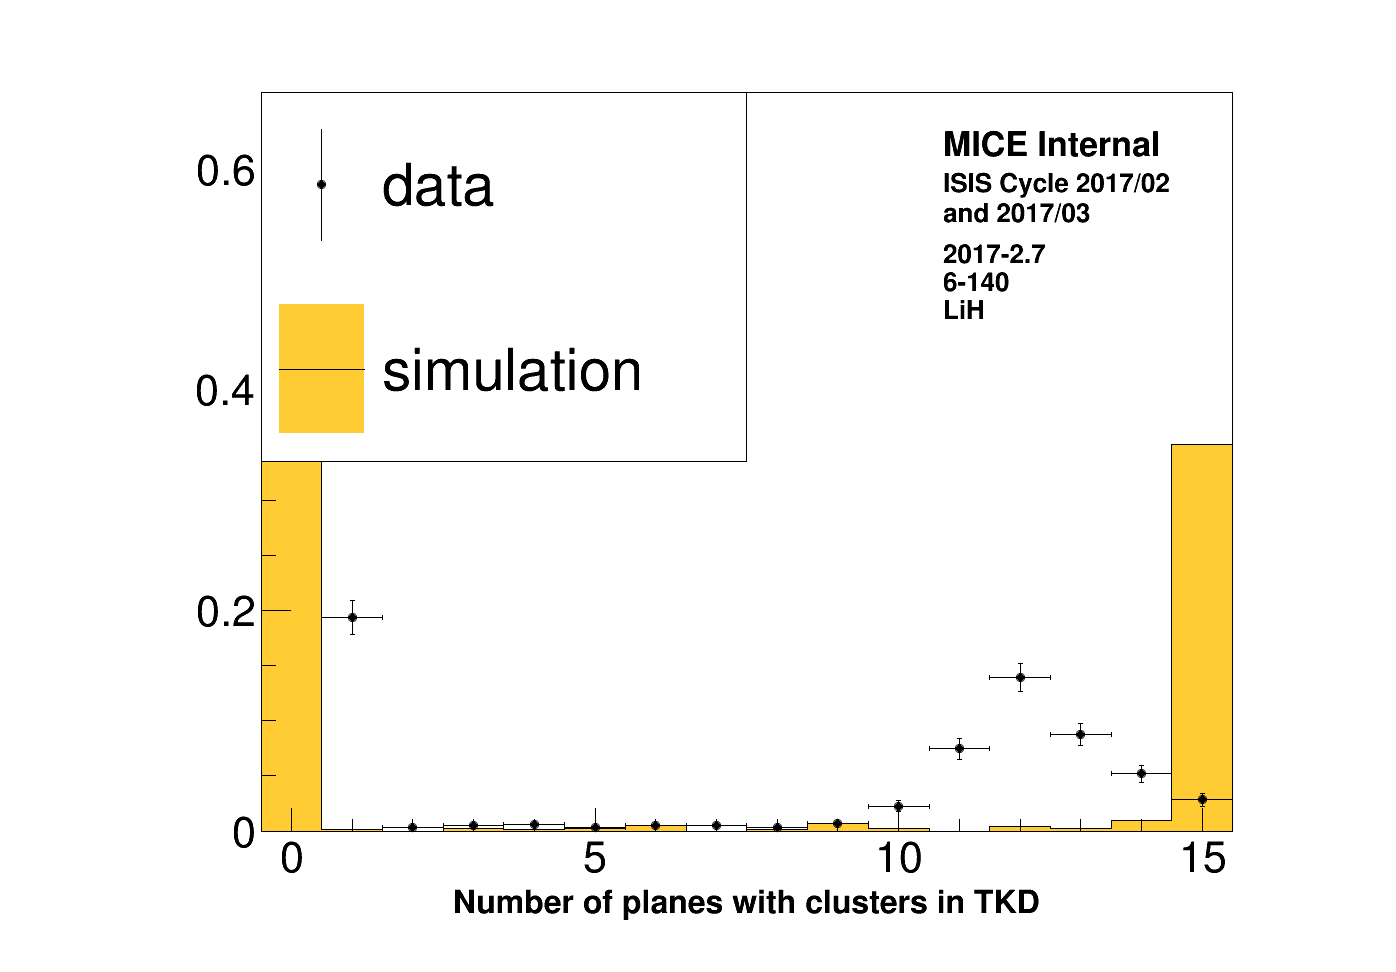 0.6
0.4
0.2
0
data
simulation
MICE Internal
ISIS Cycle 2017/02
and 2017/03
2017-2.7
6-140
LiH
0 5 10 15
Number of planes with clusters in TKD